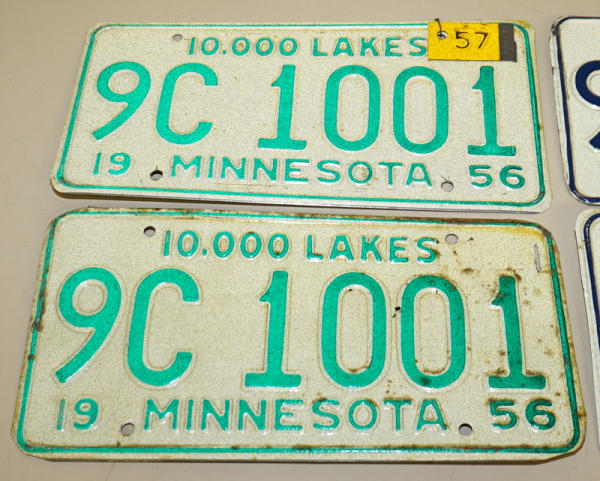 10.000 LAKES 57
9C 1001
19 MINNESOTA 56
10.000 LAKES
9C 1001
19 MINNESOTA 56